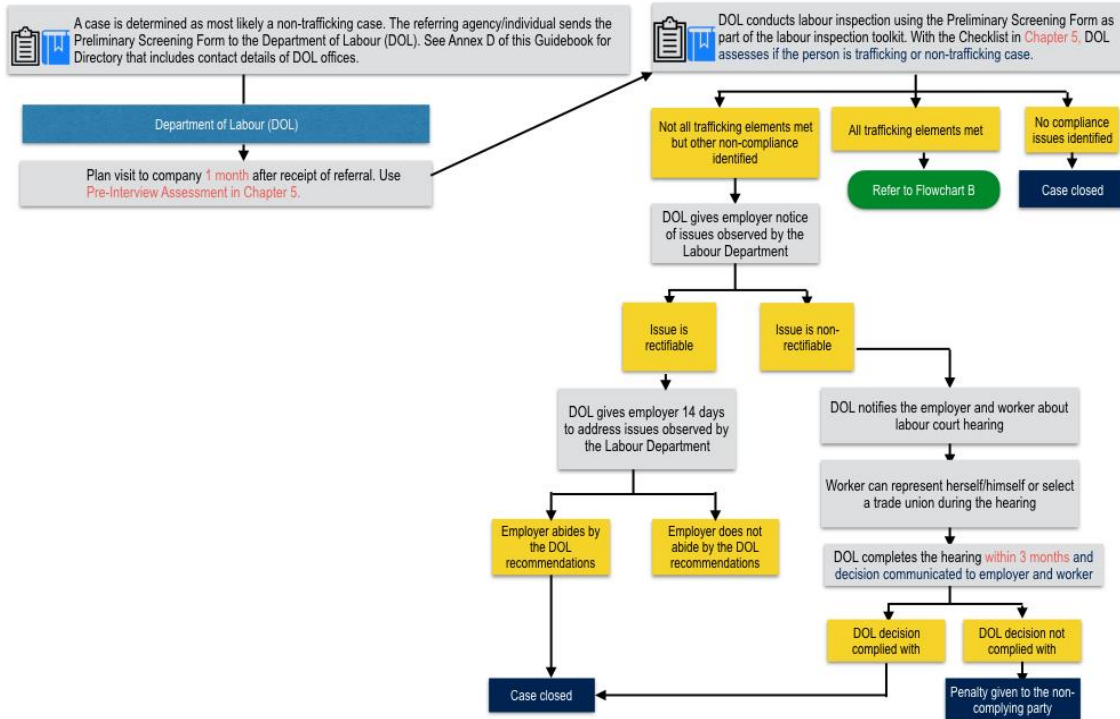 A case is determined as most likely a non-trafficking case. The referring
agency/individual sends the
Preliminary Screening Form to the Department of Labour (DOL). See Annex D of this Guidebook for
Directory that includes contact details of DOL offices.
Department of Labour (DOL)
Plan visit to company 1 month after receipt of referral. Use
Pre-Interview Assessment in Chapter 5.
DOL conducts labour inspection using the Preliminary Screening Form as
part of the labour inspection toolkit. With the Checklist in Chapter 5, DOL
assesses if the person is trafficking or non-trafficking case.
Not all trafficking elements met
but other non-compliance
identified
All trafficking elements met
No compliance
issues identified
Refer to Flowchart B
Case closed
DOL gives employer notice
of issues observed by the
Labour Department
Issue is
rectifiable
Issue is non-
rectifiable
DOL gives employer 14 days
to address issues observed by
the Labour Department
DOL notifies the employer and worker about
labour court hearing
Worker can represent herself/himself or select
a trade union during the hearing
Employer abides by
the DOL
recommendations
Employer does not
abide by the DOL
recommendations
DOL completes the hearing within 3 months and
decision communicated to employer and worker
DOL decision
complied with
DOL decision not
complied with
Case closed
Penalty given to the non-
complying party